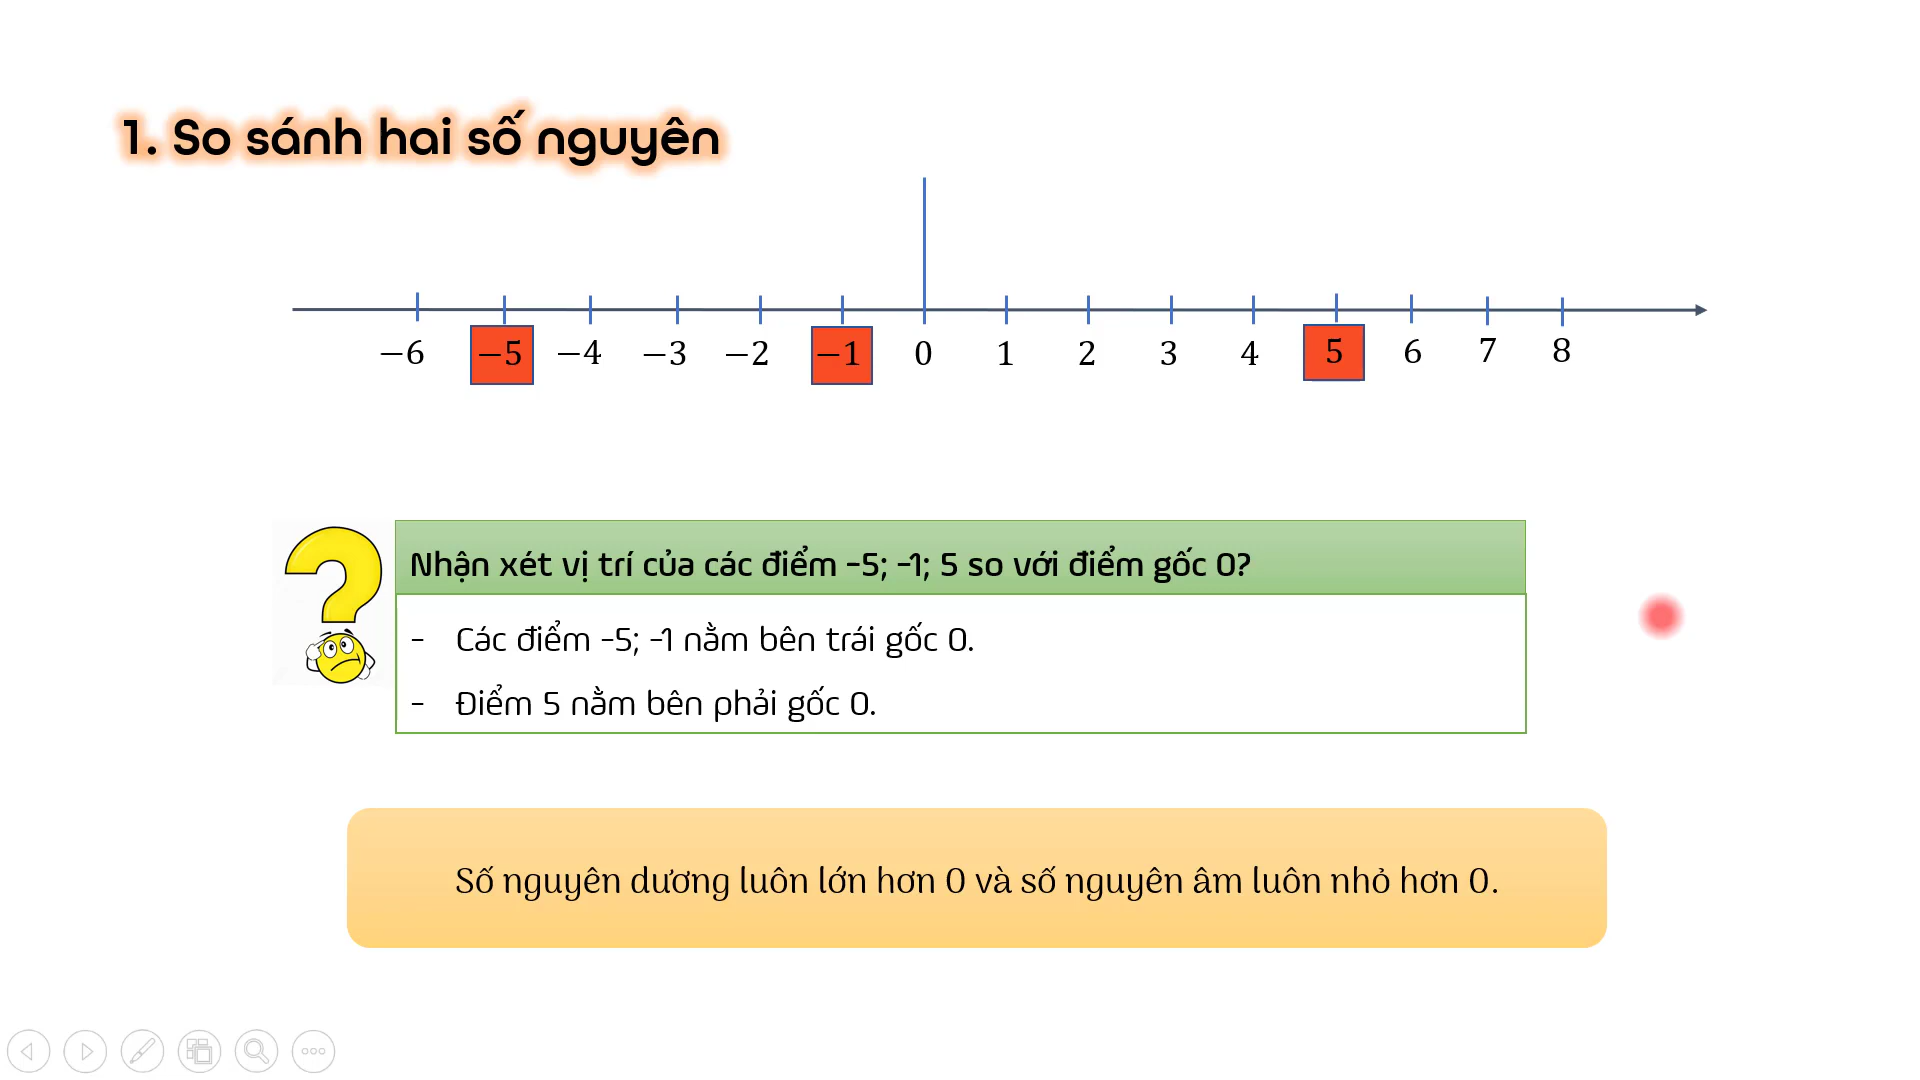 1. So sánh hai số nguyên
−6 −5 −4 −3 −2 −1 0 1 2 3 4 5 6 7 8
Nhận xét vị trí của các điểm -5; -1; 5 so với điểm gốc 0?
- Các điểm -5; -1 nằm bên trái gốc 0.
- Điểm 5 nằm bên phải gốc 0.
Số nguyên dương luôn lớn hơn 0 và số nguyên âm luôn nhỏ hơn 0.